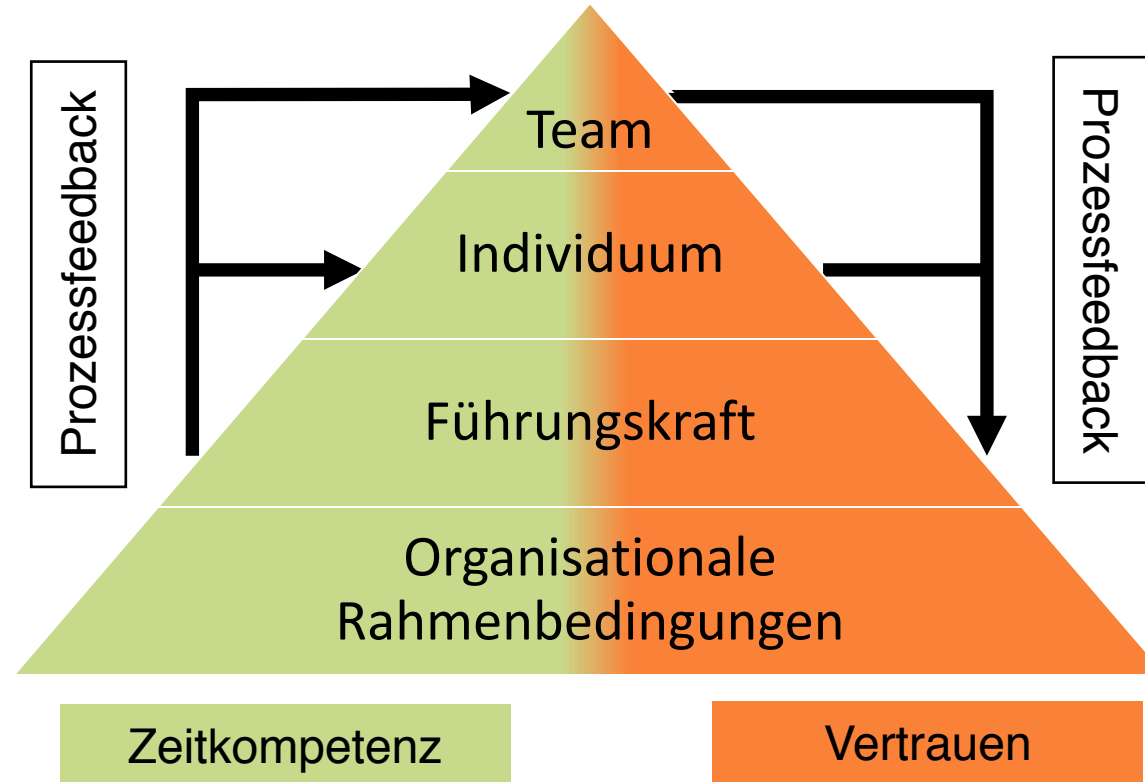 Prozessfeedback
Team
Prozessfeedback
Individuum
Führungskraft
Organisationale
Rahmenbedingungen
Zeitkompetenz
Vertrauen